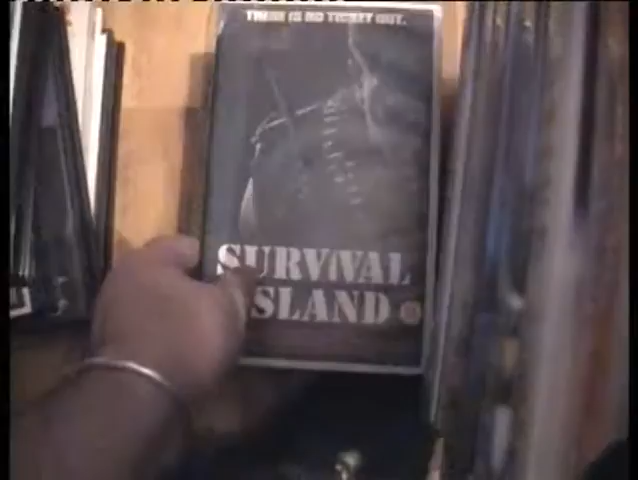 THERE IS NO TICKET OUT.
SURVIVAL
ISLAND